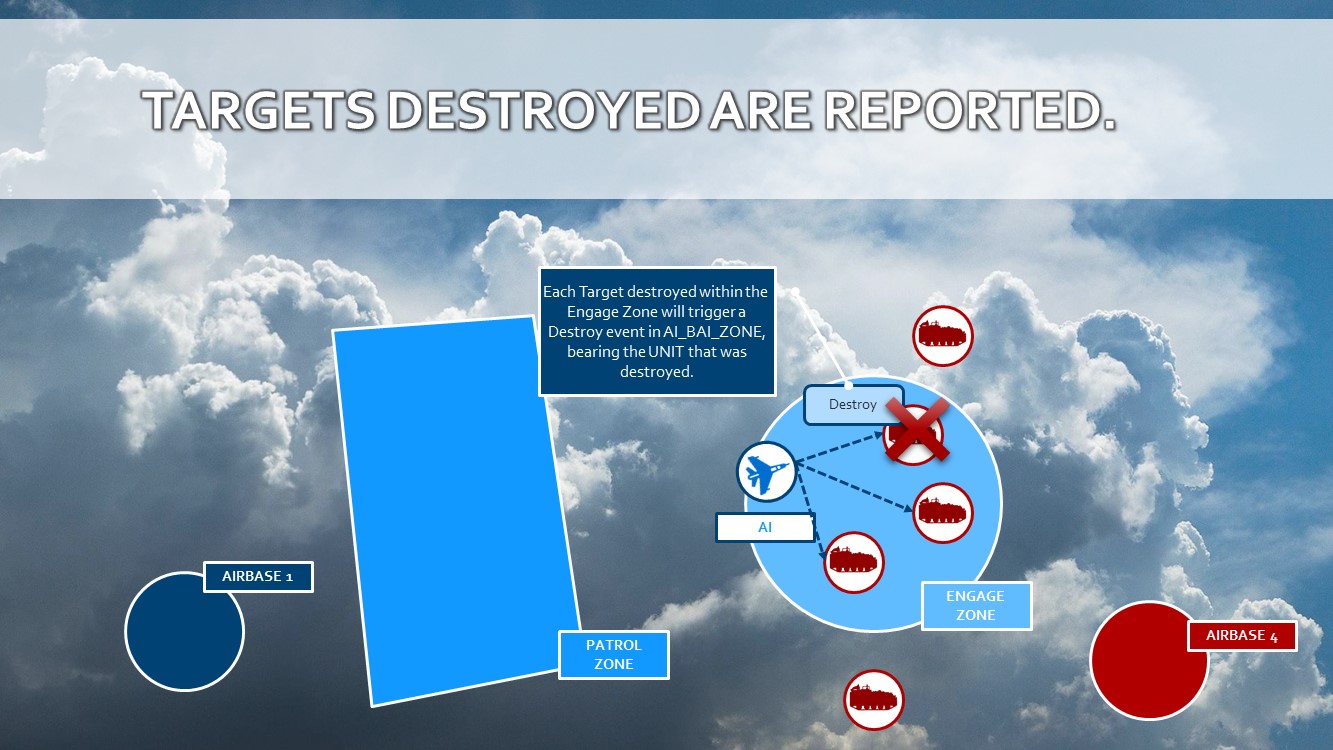 TARGETS DESTROYED ARE REPORTED.
Each Target destroyed within the
Engage Zone will trigger a
Destroy event in AI_BAI_ZONE,
bearing the UNIT that was
destroyed.
Destroy
AI
AIRBASE 1
ENGAGE
ZONE
PATROL
ZONE
AIRBASE 4